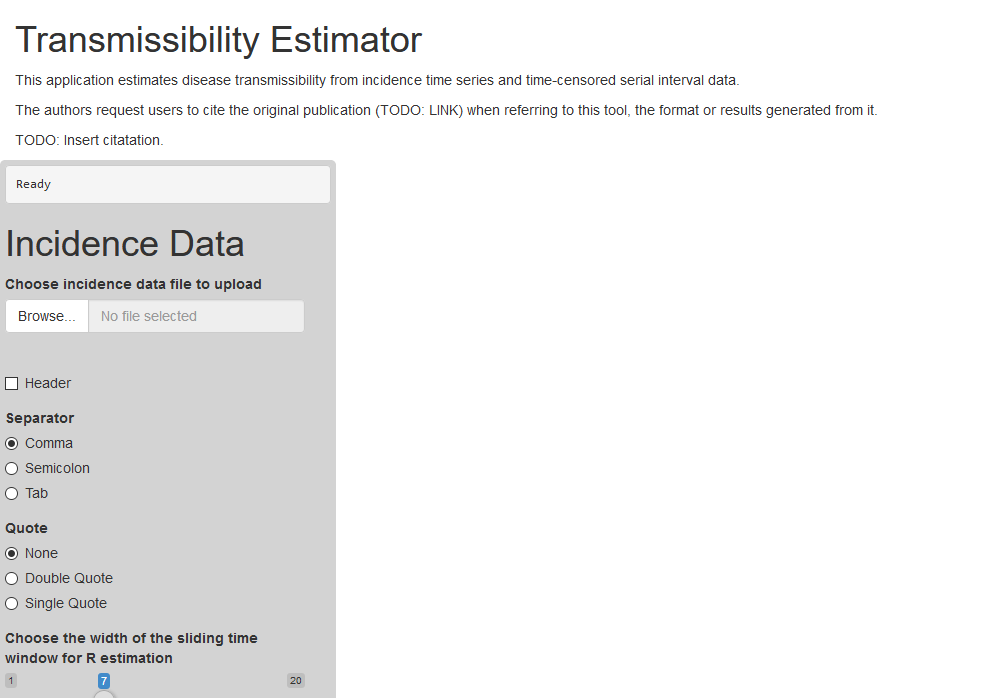 Transmissibility Estimator
This application estimates disease transmissibility from incidence time series and time-censored serial interval data.
The authors request users to cite the original publication (TODO: LINK) when referring to this tool, the format or results generated from it.
TODO: Insert citatation.
Ready
Incidence Data
Choose incidence data file to upload
Browse... No file selected
Header
Separator
Comma
Semicolon
Tab
Quote
None
Double Quote
Single Quote
Choose the width of the sliding time
window for R estimation
1 7 20